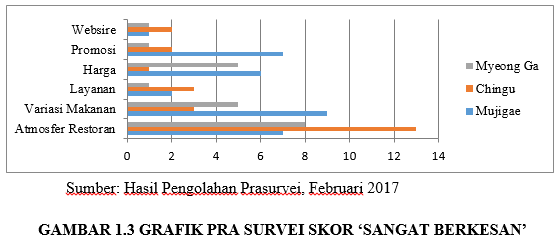 Websire
Promosi
Harga
Layanan
Variasi Makanan
Atmosfer Restoran
0 2 4 6 8 10 12 14
Myeong Ga
Chingu
Mujigae
Sumber: Hasil Pengolahan Prasurvei, Februari 2017
GAMBAR 1.3 GRAFIK PRA SURVEI SKOR ‘SANGAT BERKESAN’